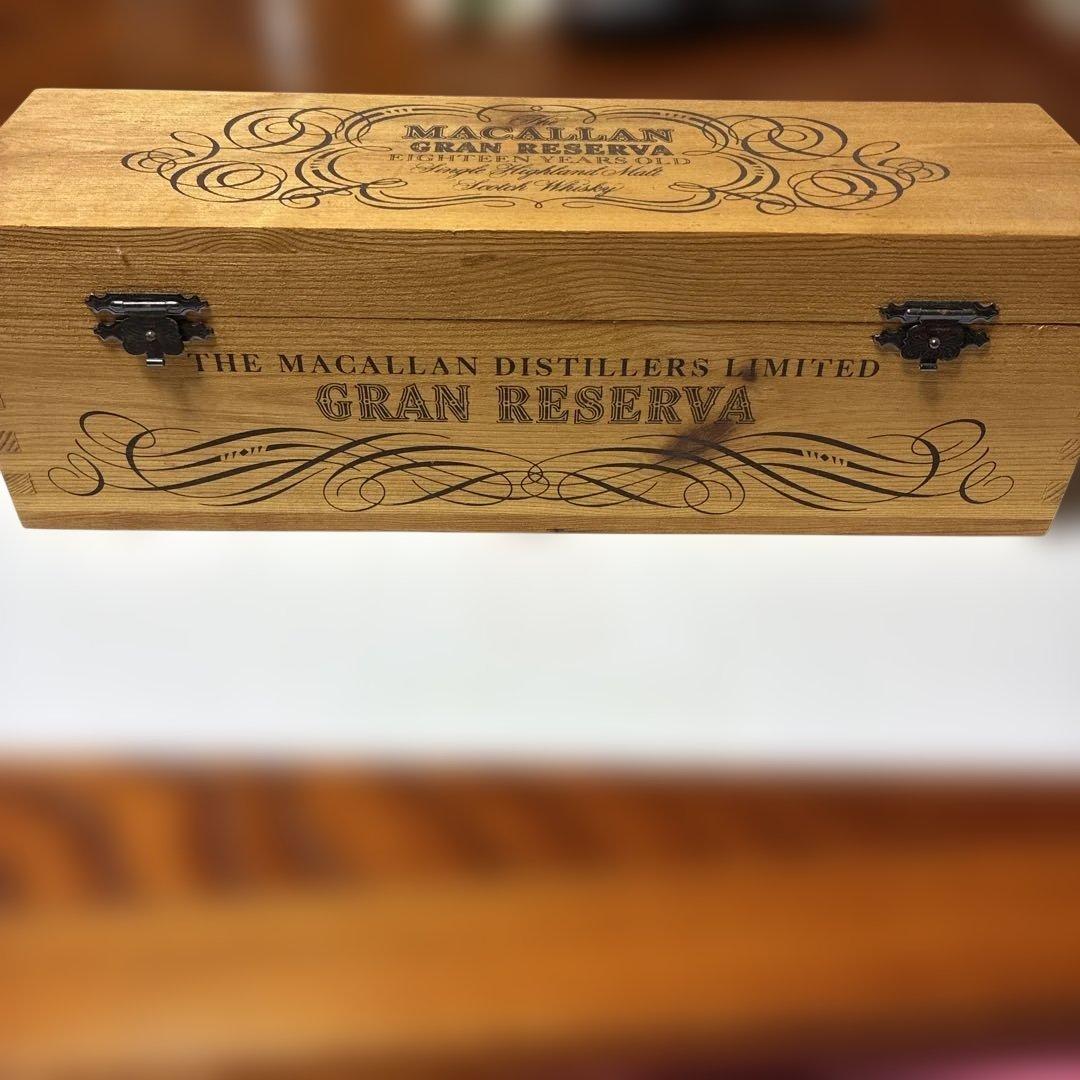 The
MACALLAN
GRAN RESERVA
EIGHTEEN YEARS OLD
Single Highland Malt
Scotch Whisky
THE MACALLAN DISTILLERS LIMITED
GRAN RESERVA